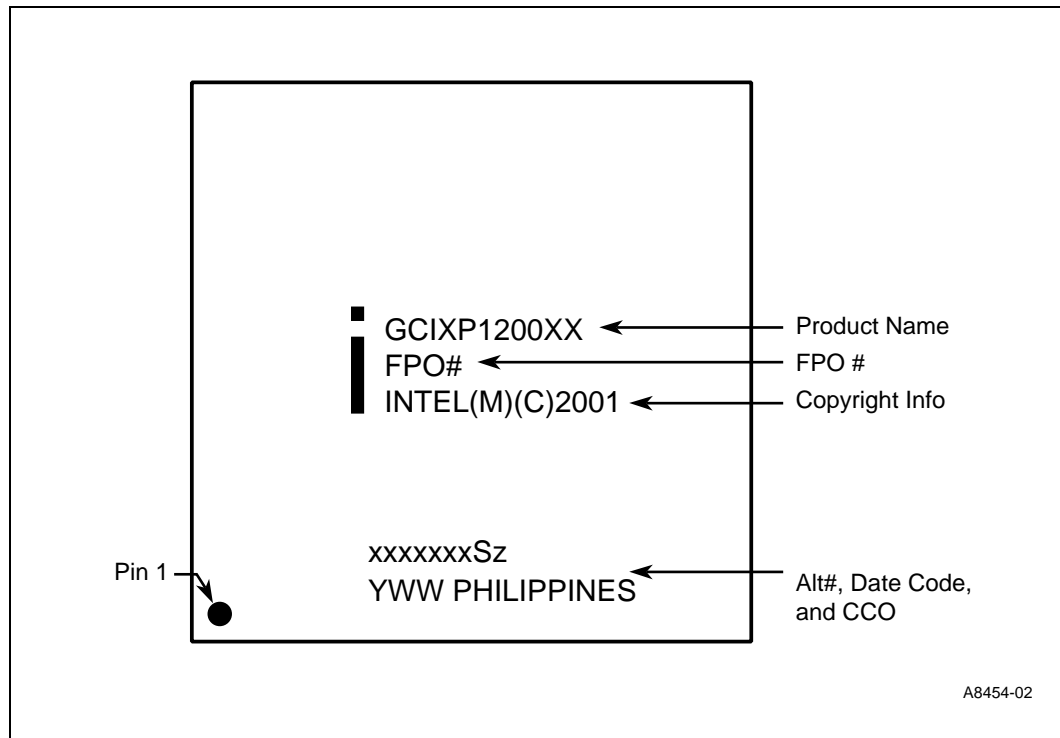 GCIXP1200XX
Product Name
FPO#
FPO #
INTEL(M)(C)2001
Copyright Info
xxxxxxxSz
Pin 1
YWW PHILIPPINES
Alt#, Date Code,
and CCO
A8454-02